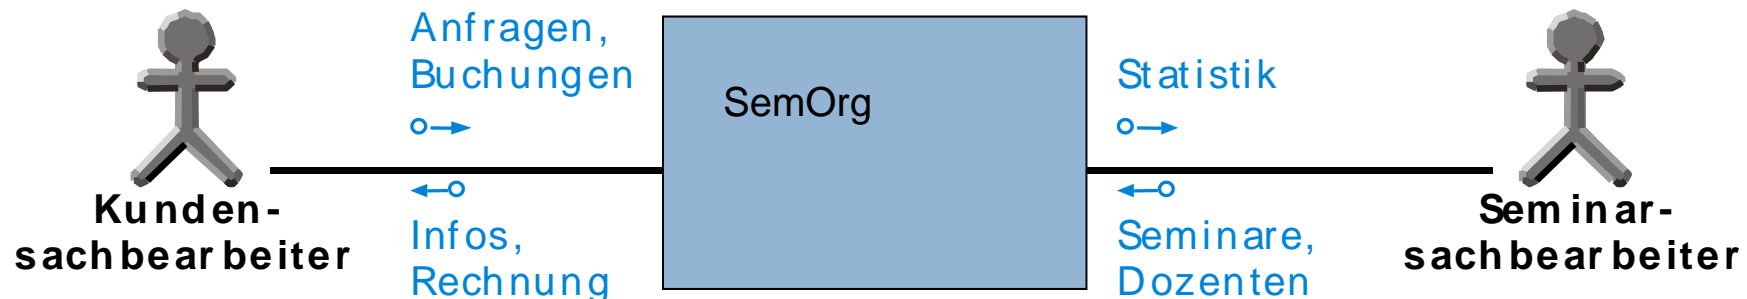 Anfragen,
Buchungen
SemOrg
Statistik
Kunden-
sachbearbeiter
Infos,
Rechnung
Seminare,
Dozenten
Seminar-
sachbearbeiter